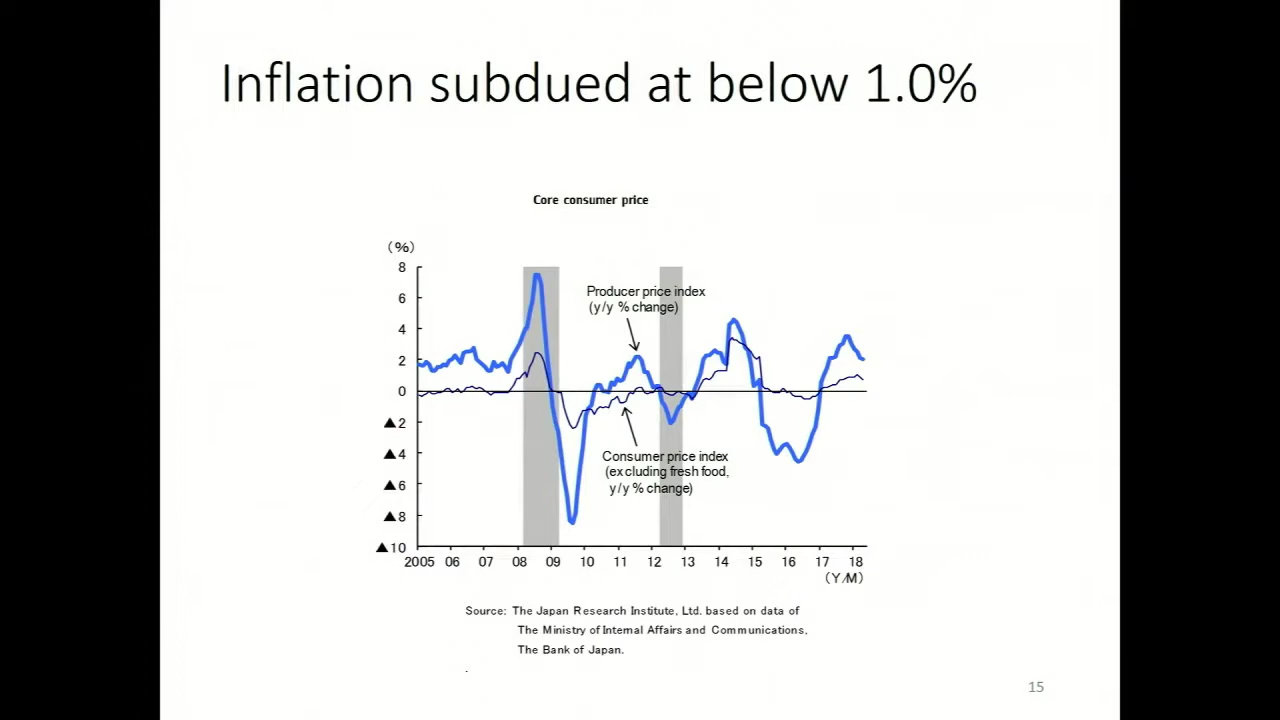 Inflation subdued at below 1.0%
Core consumer price
(%)
8
6
4
2
0
▲2
▲4
▲6
▲8
▲10
Producer price index
(y/y % change)
Consumer price index
(excluding fresh food,
y/y % change)
2005 06 07 08 09 10 11 12 13 14 15 16 17 18
(Y/M)
Source: The Japan Research Institute, Ltd. based on data of
The Ministry of Internal Affairs and Communications,
The Bank of Japan.
15